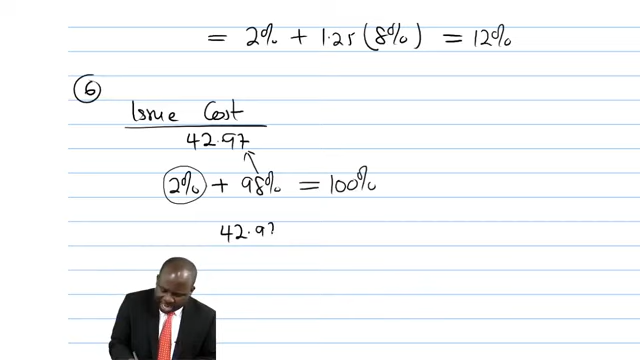 = 2% + 1.25 (8%) = 12%
6
Issue Cost
42.97
2% + 98% = 100%
42.97